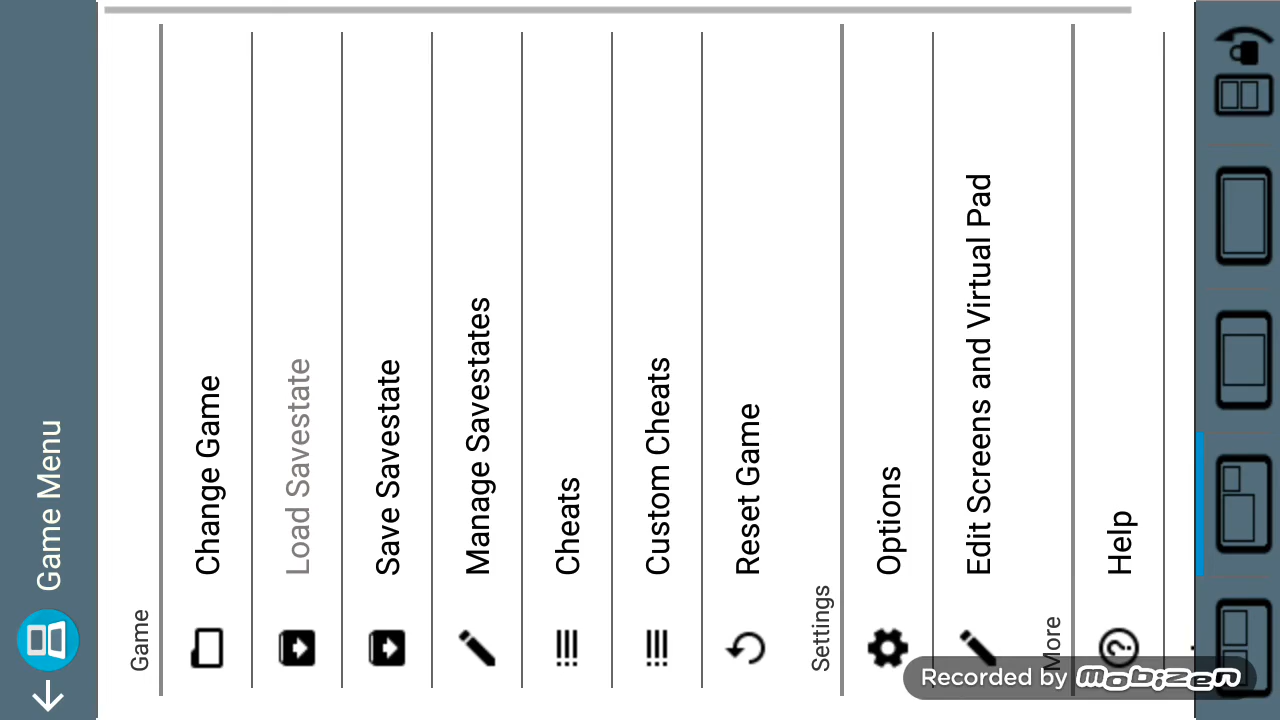 Game Menu
Game
Change Game
Load Savestate
Save Savestate
Manage Savestates
Cheats
Custom Cheats
Reset Game
Settings
Options
Edit Screens and Virtual Pad
More
Help
Recorded by mobizen